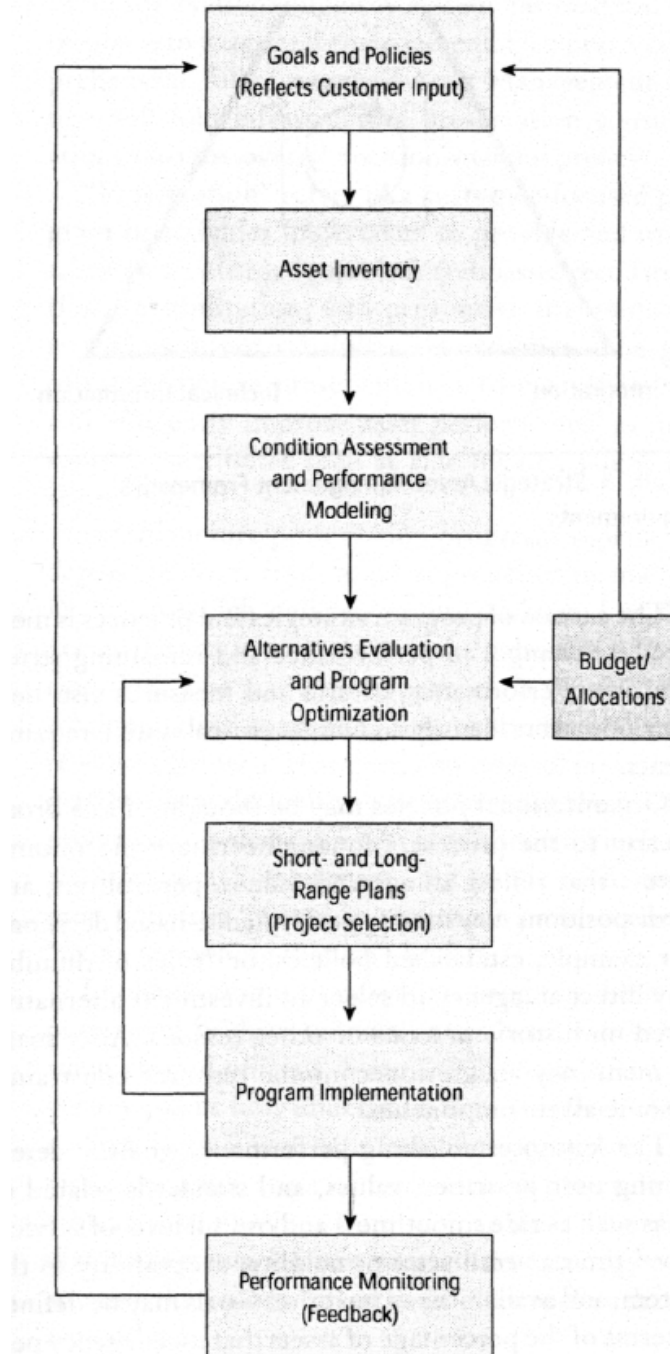 Goals and Policies
(Reflects Customer Input)
Asset Inventory
Condition Assessment
and Performance
Modeling
Alternatives Evaluation
and Program
Optimization
Budget/
Allocations
Short- and Long-
Range Plans
(Project Selection)
Program Implementation
Performance Monitoring
(Feedback)